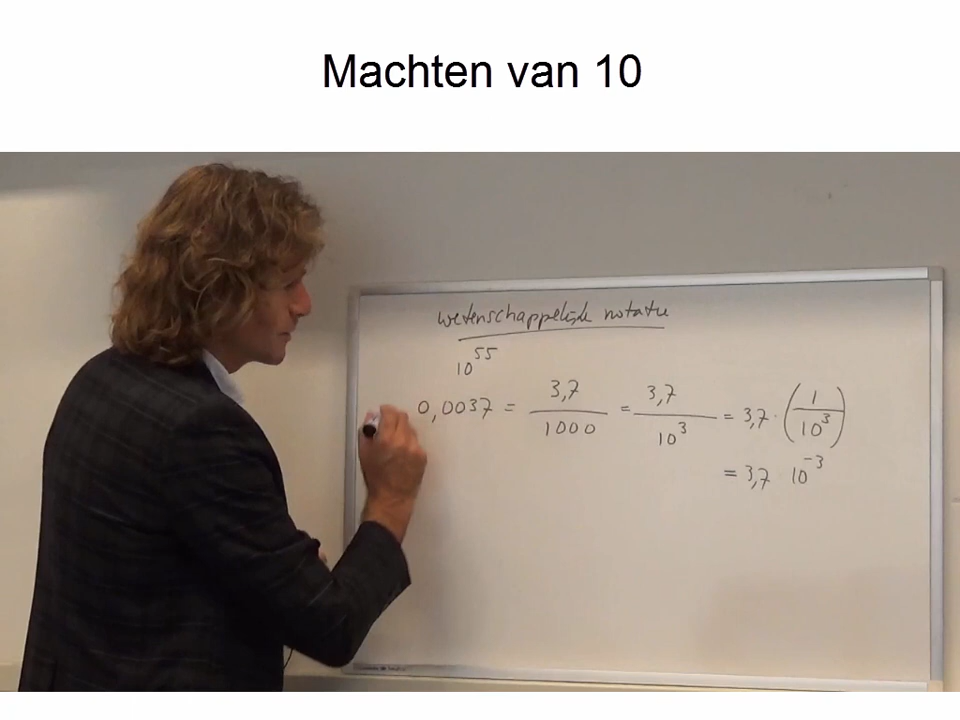 Machten van 10
wetenschappelijk notatie
10^55
0,0037 = 3,7/1000 = 3,7/10^3 = 3,7 · (1/10^3)
= 3,7 10^-3